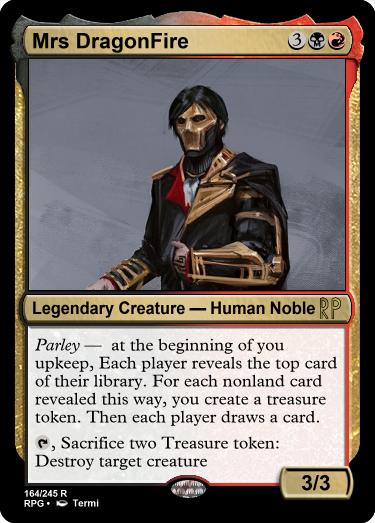 Mrs DragonFire 3
Legendary Creature — Human Noble RP
Parley — at the beginning of you
upkeep, Each player reveals the top card
of their library. For each nonland card
revealed this way, you create a treasure
token. Then each player draws a card.
, Sacrifice two Treasure token:
Destroy target creature
3/3
164/245 R
RPG • Termi